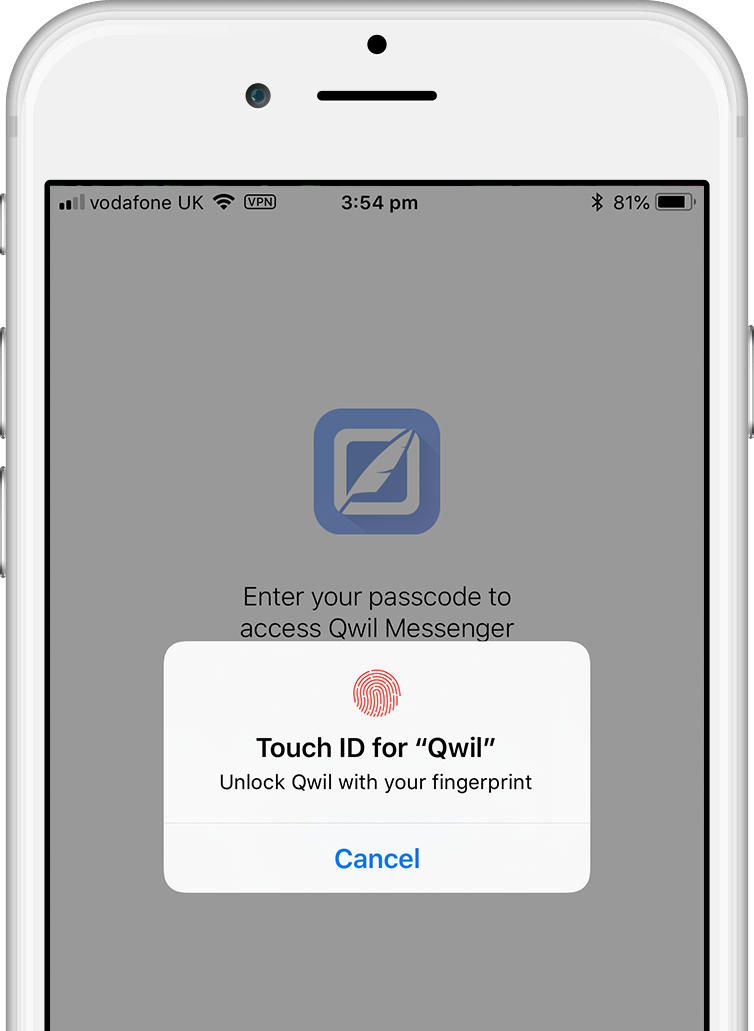 vodafone UK VPN 3:54 pm 81%
Enter your passcode to
access Qwil Messenger
Touch ID for “Qwil”
Unlock Qwil with your fingerprint
Cancel